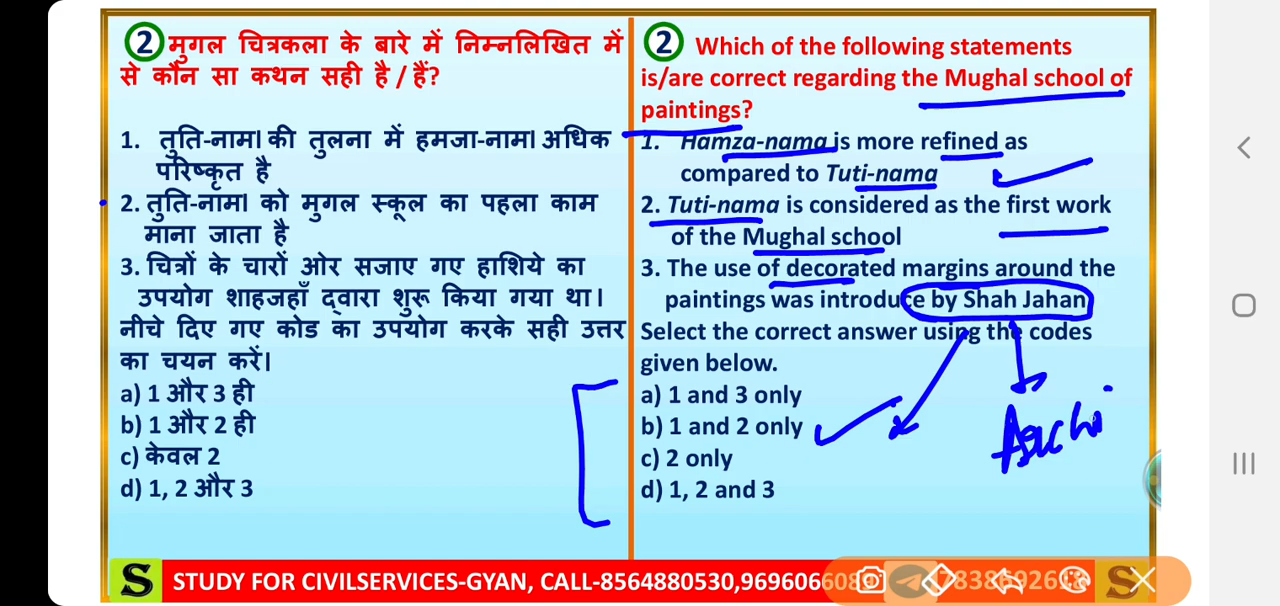 2 मुगल चित्रकला के बारे में निम्नलिखित में
से कौन सा कथन सही है / हैं?
1. तुति-नामा की तुलना में हमजा-नामा अधिक
परिष्कृत है
2. तुति-नामा को मुगल स्कूल का पहला काम
माना जाता है
3. चित्रों के चारों ओर सजाए गए हाशिये का
उपयोग शाहजहाँ द्वारा शुरू किया गया था।
नीचे दिए गए कोड का उपयोग करके सही उत्तर
का चयन करें।
a) 1 और 3 ही
b) 1 और 2 ही
c) केवल 2
d) 1, 2 और 3
2 Which of the following statements
is/are correct regarding the Mughal school of
paintings?
1. Hamza-nama is more refined as
compared to Tuti-nama
2. Tuti-nama is considered as the first work
of the Mughal school
3. The use of decorated margins around the
paintings was introduce by Shah Jahan
Select the correct answer using the codes
given below.
a) 1 and 3 only
b) 1 and 2 only
c) 2 only
d) 1, 2 and 3
S STUDY FOR CIVILSERVICES-GYAN, CALL-8564880530,